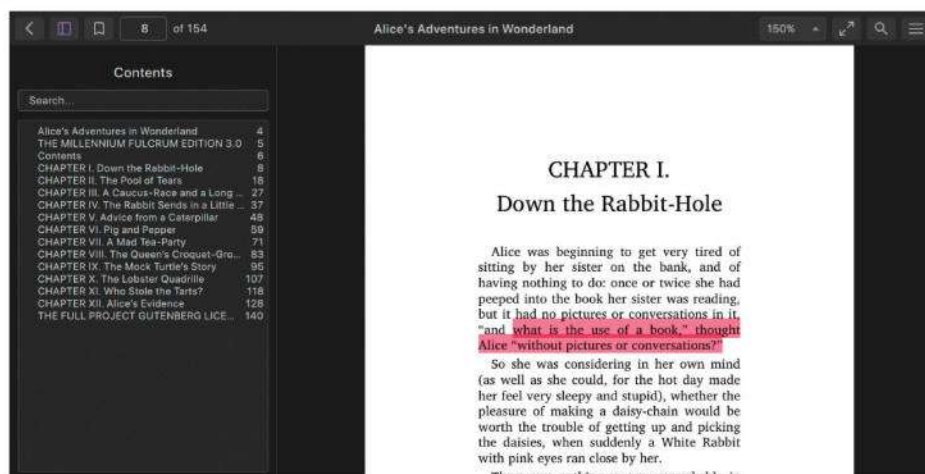 8 of 154
Alice's Adventures in Wonderland
150%
Contents
Search...
Alice's Adventures in Wonderland 4
THE MILLENNIUM FULCRUM EDITION 3.0 5
Contents 6
CHAPTER I. Down the Rabbit-Hole 8
CHAPTER II. The Pool of Tears 18
CHAPTER III. A Caucus-Race and a Long ... 27
CHAPTER IV. The Rabbit Sends in a Little ... 37
CHAPTER V. Advice from a Caterpillar 48
CHAPTER VI. Pig and Pepper 59
CHAPTER VII. A Mad Tea-Party 71
CHAPTER VIII. The Queen's Croquet-Gro... 83
CHAPTER IX. The Mock Turtle's Story 95
CHAPTER X. The Lobster Quadrille 107
CHAPTER XI. Who Stole the Tarts? 118
CHAPTER XII. Alice's Evidence 128
THE FULL PROJECT GUTENBERG LICE... 140
CHAPTER I.
Down the Rabbit-Hole
Alice was beginning to get very tired of
sitting by her sister on the bank, and of
having nothing to do: once or twice she had
peeped into the book her sister was reading,
but it had no pictures or conversations in it,
“and what is the use of a book,” thought
Alice “without pictures or conversations?”
So she was considering in her own mind
(as well as she could, for the hot day made
her feel very sleepy and stupid), whether the
pleasure of making a daisy-chain would be
worth the trouble of getting up and picking
the daisies, when suddenly a White Rabbit
with pink eyes ran close by her.